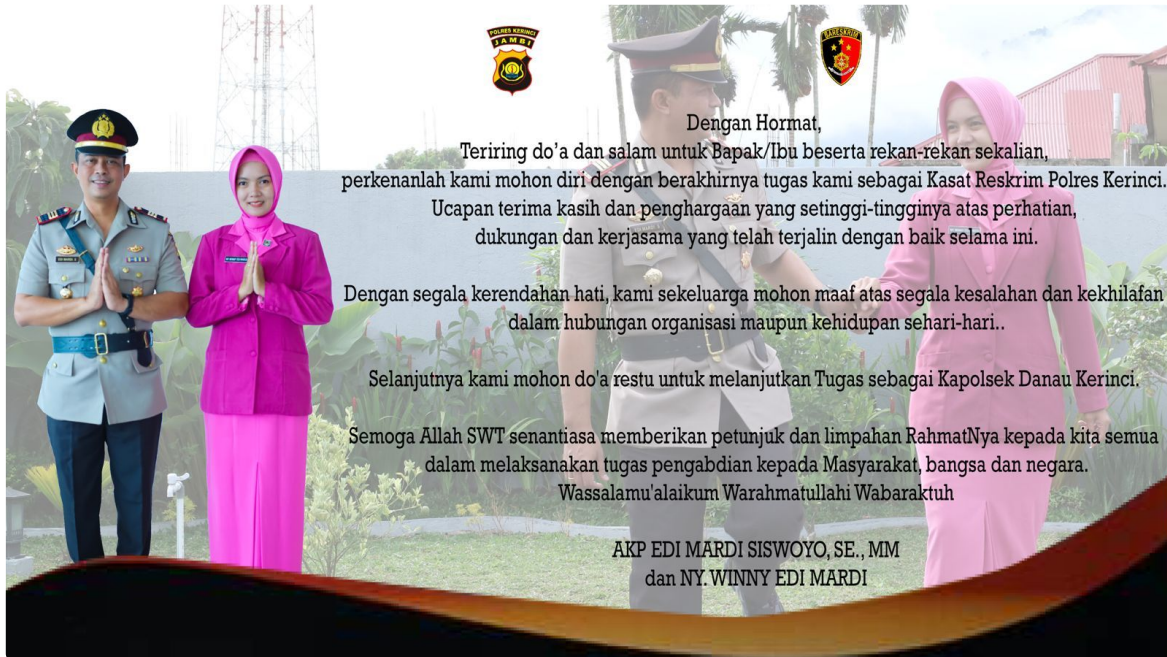 POLRES KERINCI
JAMBI
BARESKRIM
Dengan Hormat,
Teriring do'a dan salam untuk Bapak/Ibu beserta rekan-rekan sekalian,
perkenanlah kami mohon diri dengan berakhirnya tugas kami sebagai Kasat Reskrim Polres Kerinci.
Ucapan terima kasih dan penghargaan yang setinggi-tingginya atas perhatian,
dukungan dan kerjasama yang telah terjalin dengan baik selama ini.
Dengan segala kerendahan hati, kami sekeluarga mohon maaf atas segala kesalahan dan kekhilafan
dalam hubungan organisasi maupun kehidupan sehari-hari..
Selanjutnya kami mohon do'a restu untuk melanjutkan Tugas sebagai Kapolsek Danau Kerinci.
Semoga Allah SWT senantiasa memberikan petunjuk dan limpahan RahmatNya kepada kita semua
dalam melaksanakan tugas pengabdian kepada Masyarakat, bangsa dan negara.
Wassalamu'alaikum Warahmatullahi Wabaraktuh
AKP EDI MARDI SISWOYO, SE., MM
dan NY. WINNY EDI MARDI